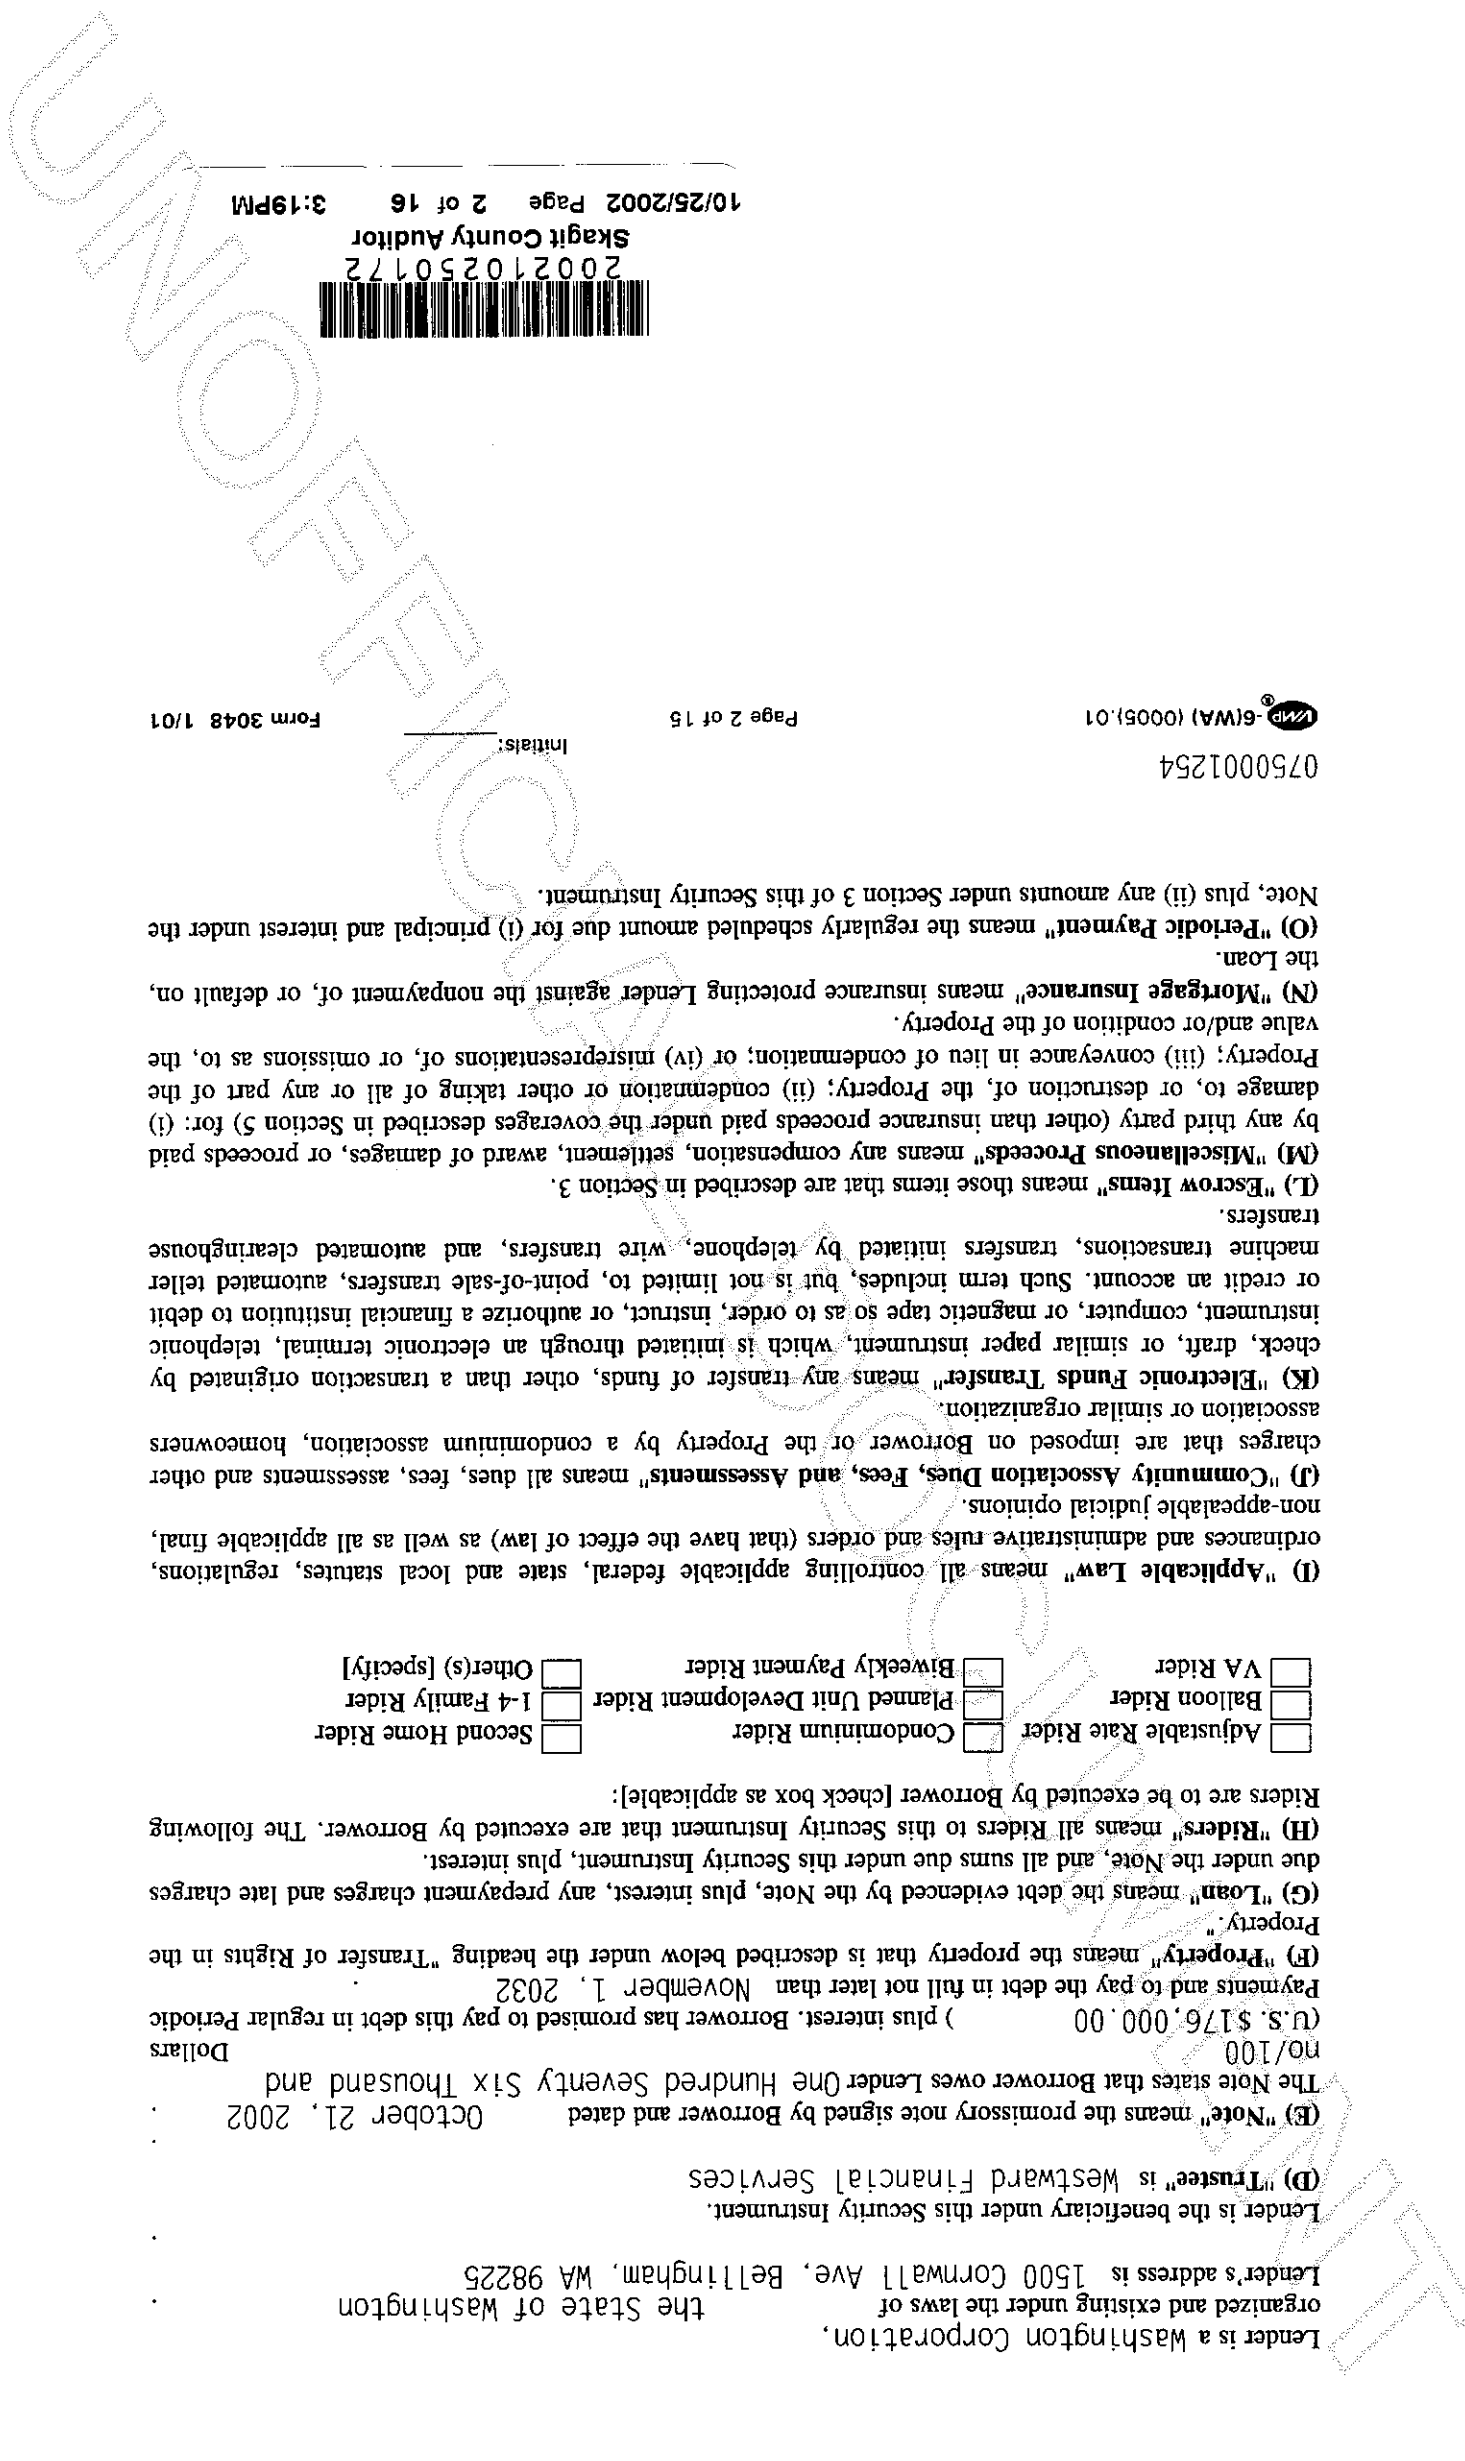 Lender is a Washington Corporation,
organized and existing under the laws of the State of Washington .
Lender's address is 1500 Cornwall Ave, Bellingham, WA 98225
.
Lender is the beneficiary under this Security Instrument.
(D) "Trustee" is Westward Financial Services
.
(E) "Note" means the promissory note signed by Borrower and dated October 21, 2002 .
The Note states that Borrower owes Lender One Hundred Seventy Six Thousand and
no/100 Dollars
(U.S. $176,000.00 ) plus interest. Borrower has promised to pay this debt in regular Periodic
Payments and to pay the debt in full not later than November 1, 2032 .
(F) "Property" means the property that is described below under the heading "Transfer of Rights in the
Property."
(G) "Loan" means the debt evidenced by the Note, plus interest, any prepayment charges and late charges
due under the Note, and all sums due under this Security Instrument, plus interest.
(H) "Riders" means all Riders to this Security Instrument that are executed by Borrower. The following
Riders are to be executed by Borrower [check box as applicable]:
Adjustable Rate Rider Condominium Rider Second Home Rider
Balloon Rider Planned Unit Development Rider 1-4 Family Rider
VA Rider Biweekly Payment Rider Other(s) [specify]
(I) "Applicable Law" means all controlling applicable federal, state and local statutes, regulations,
ordinances and administrative rules and orders (that have the effect of law) as well as all applicable final,
non-appealable judicial opinions.
(J) "Community Association Dues, Fees, and Assessments" means all dues, fees, assessments and other
charges that are imposed on Borrower or the Property by a condominium association, homeowners
association or similar organization.
(K) "Electronic Funds Transfer" means any transfer of funds, other than a transaction originated by
check, draft, or similar paper instrument, which is initiated through an electronic terminal, telephonic
instrument, computer, or magnetic tape so as to order, instruct, or authorize a financial institution to debit
or credit an account. Such term includes, but is not limited to, point-of-sale transfers, automated teller
machine transactions, transfers initiated by telephone, wire transfers, and automated clearinghouse
transfers.
(L) "Escrow Items" means those items that are described in Section 3.
(M) "Miscellaneous Proceeds" means any compensation, settlement, award of damages, or proceeds paid
by any third party (other than insurance proceeds paid under the coverages described in Section 5) for: (i)
damage to, or destruction of, the Property; (ii) condemnation or other taking of all or any part of the
Property; (iii) conveyance in lieu of condemnation; or (iv) misrepresentations of, or omissions as to, the
value and/or condition of the Property.
(N) "Mortgage Insurance" means insurance protecting Lender against the nonpayment of, or default on,
the Loan.
(O) "Periodic Payment" means the regularly scheduled amount due for (i) principal and interest under the
Note, plus (ii) any amounts under Section 3 of this Security Instrument.
0750001254
Initials:
VMP® -6(WA) (0005).01 Page 2 of 15 Form 3048 1/01
200210250172
Skagit County Auditor
10/25/2002 Page 2 of 16 3:19PM
UNOFFICIAL DOCUMENT